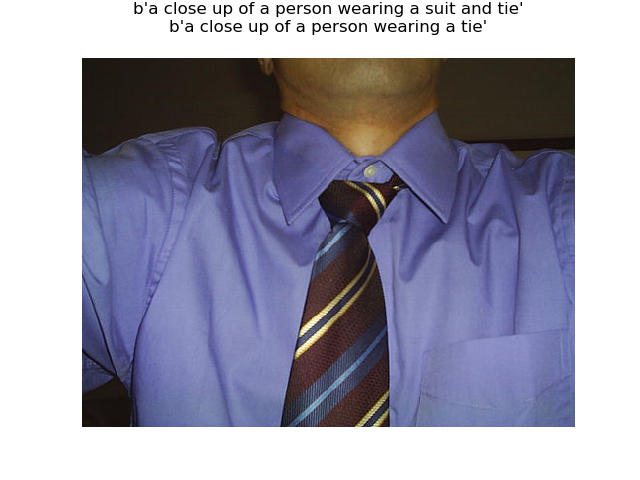 b'a close up of a person wearing a suit and tie'
b'a close up of a person wearing a tie'